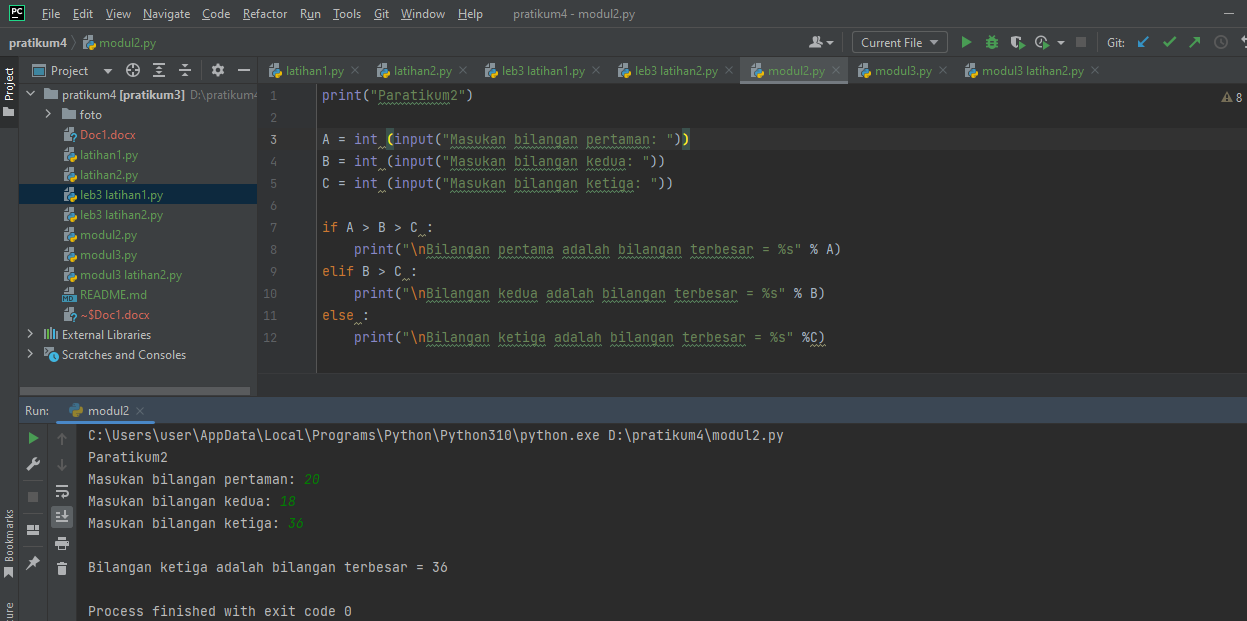 PC File Edit View Navigate Code Refactor Run Tools Git Window Help pratikum4 - modul2.py
pratikum4 modul2.py Current File Git:
Project
Project latihan1.py latihan2.py leb3 latihan1.py leb3 latihan2.py modul2.py modul3.py modul3 latihan2.py
pratikum4 [pratikum3] D:\pratikum4
foto
Doc1.docx
latihan1.py
latihan2.py
leb3 latihan1.py
leb3 latihan2.py
modul2.py
modul3.py
modul3 latihan2.py
README.md
~$Doc1.docx
External Libraries
Scratches and Consoles
8
1 print("Paratikum2")
2
3 A = int (input("Masukan bilangan pertaman: "))
4 B = int (input("Masukan bilangan kedua: "))
5 C = int (input("Masukan bilangan ketiga: "))
6
7 if A > B > C :
8 print("\nBilangan pertama adalah bilangan terbesar = %s" % A)
9 elif B > C :
10 print("\nBilangan kedua adalah bilangan terbesar = %s" % B)
11 else :
12 print("\nBilangan ketiga adalah bilangan terbesar = %s" %C)
Run: modul2
C:\Users\user\AppData\Local\Programs\Python\Python310\python.exe D:\pratikum4\modul2.py
Paratikum2
Masukan bilangan pertaman: 20
Masukan bilangan kedua: 18
Masukan bilangan ketiga: 36
Bilangan ketiga adalah bilangan terbesar = 36
Process finished with exit code 0
Bookmarks